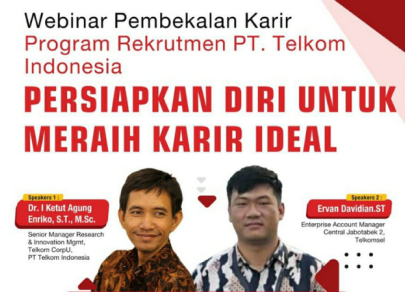 Webinar Pembekalan Karir
Program Rekrutmen PT. Telkom
Indonesia
PERSIAPKAN DIRI UNTUK
MERAIH KARIR IDEAL
Speakers 1 :
Dr. I Ketut Agung
Enriko, S.T., M.Sc.
Senior Manager Research
& Innovation Mgmt,
Telkom CorpU,
PT Telkom Indonesia
Speakers 2 :
Ervan Davidian.ST
Enterprise Account Manager
Central Jabotabek 2,
Telkomsel